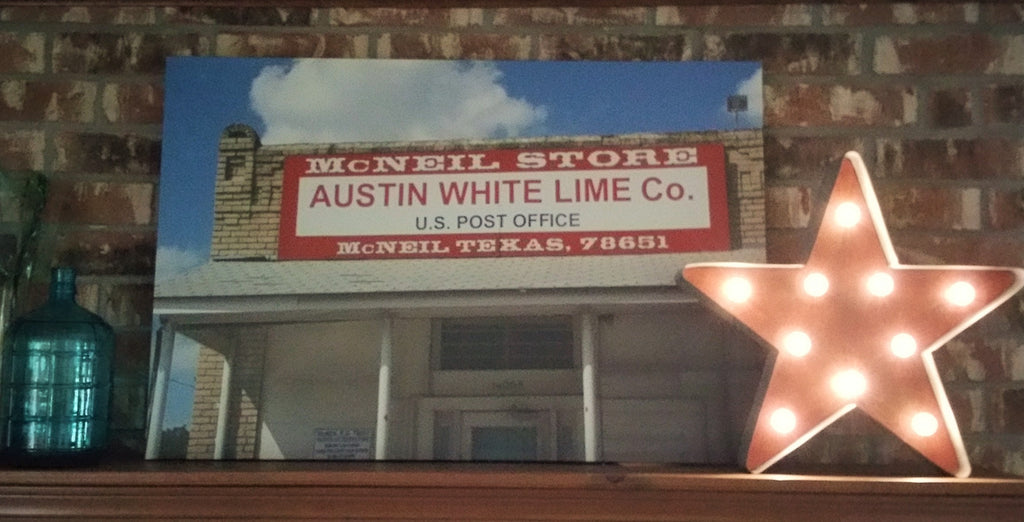 McNEIL STORE
AUSTIN WHITE LIME Co.
U.S. POST OFFICE
McNEIL TEXAS, 78651